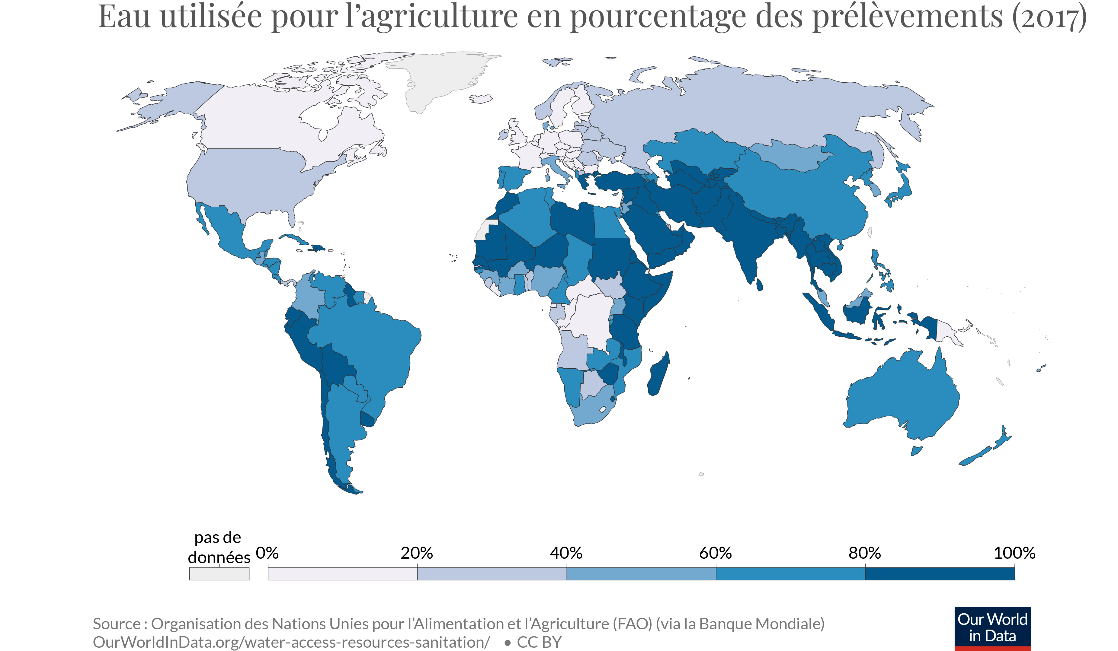 Eau utilisée pour l’agriculture en pourcentage des prélèvements (2017)
pas de
données
0%
20%
40%
60%
80%
100%
Source : Organisation des Nations Unies pour l’Alimentation et l’Agriculture (FAO) (via la Banque Mondiale)
OurWorldInData.org/water-access-resources-sanitation/ • CC BY
Our World
in Data